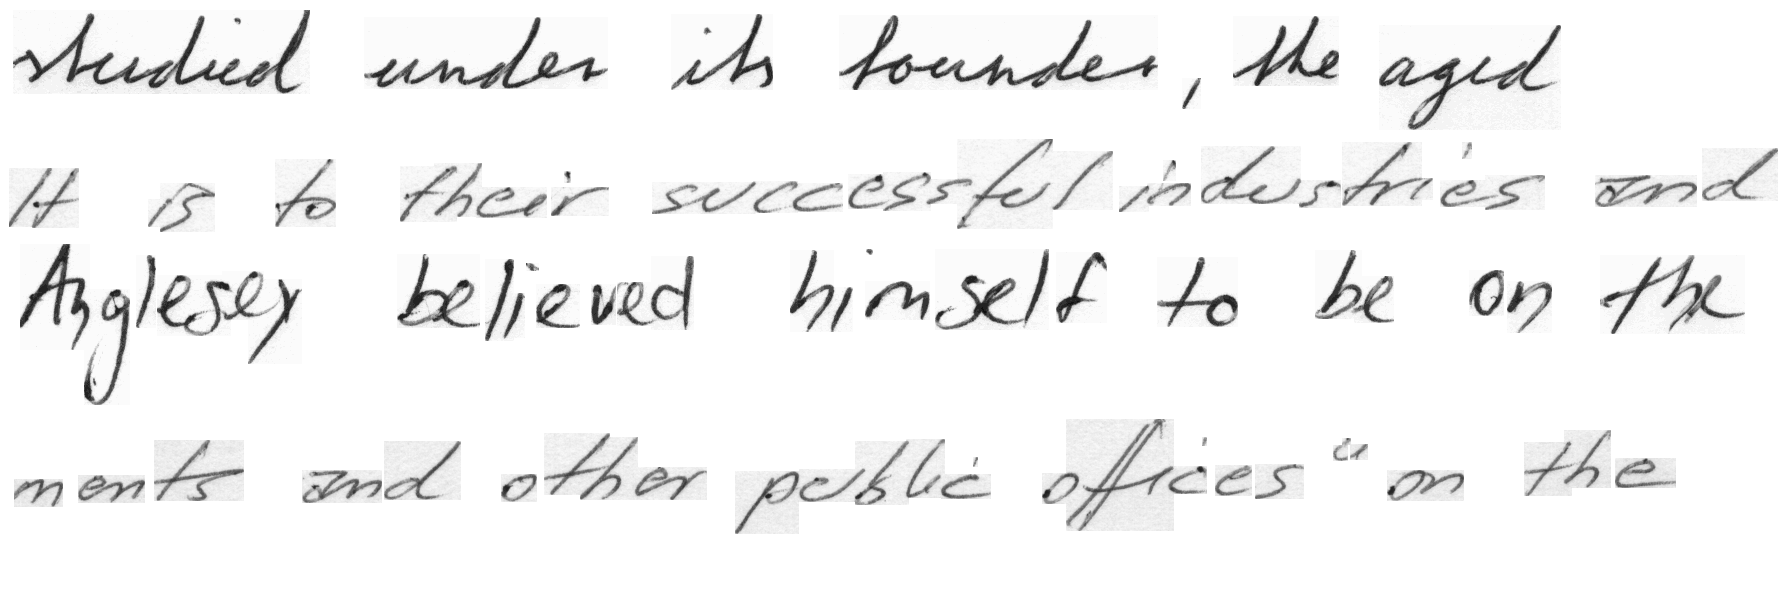 studied under its founder, the aged
It is to their successful industries and
Anglesey believed himself to be on the
ments and other public offices" on the